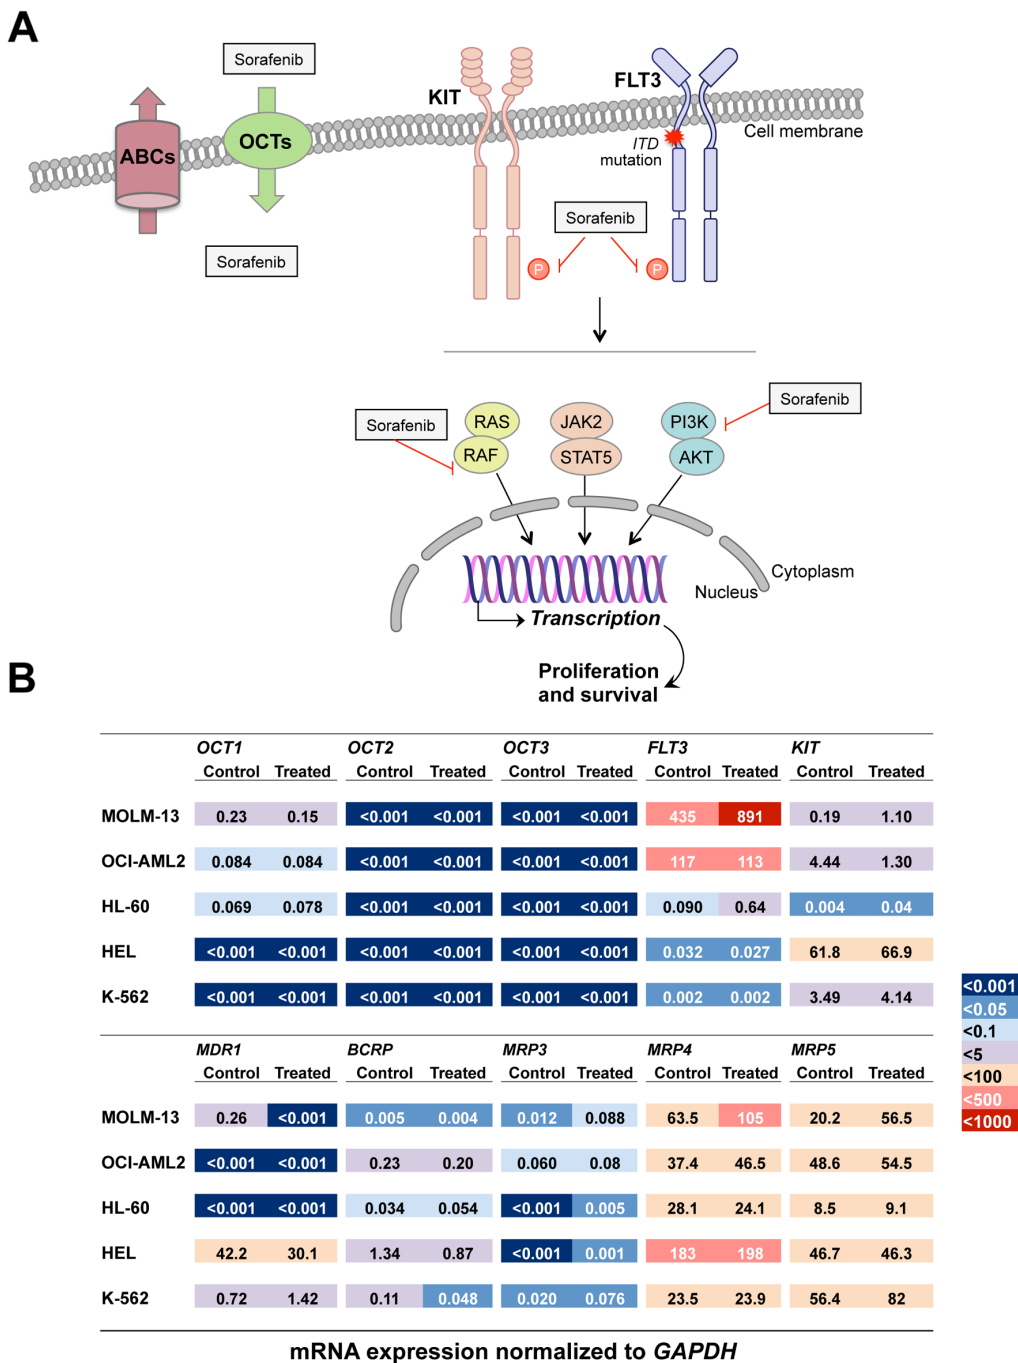 A
Sorafenib
KIT
FLT3
ABCs
OCTs
Cell membrane
ITD
mutation
Sorafenib
Sorafenib
P
P
Sorafenib
Sorafenib
RAS
RAF
JAK2
STAT5
PI3K
AKT
Cytoplasm
Nucleus
Transcription
Proliferation
and survival
B
OCT1 OCT2 OCT3 FLT3 KIT
Control Treated Control Treated Control Treated Control Treated Control Treated
MOLM-13 0.23 0.15 <0.001 <0.001 <0.001 <0.001 435 891 0.19 1.10
OCI-AML2 0.084 0.084 <0.001 <0.001 <0.001 <0.001 117 113 4.44 1.30
HL-60 0.069 0.078 <0.001 <0.001 <0.001 <0.001 0.090 0.64 0.004 0.04
HEL <0.001 <0.001 <0.001 <0.001 <0.001 <0.001 0.032 0.027 61.8 66.9
K-562 <0.001 <0.001 <0.001 <0.001 <0.001 <0.001 0.002 0.002 3.49 4.14
MDR1 BCRP MRP3 MRP4 MRP5
Control Treated Control Treated Control Treated Control Treated Control Treated
MOLM-13 0.26 <0.001 0.005 0.004 0.012 0.088 63.5 105 20.2 56.5
OCI-AML2 <0.001 <0.001 0.23 0.20 0.060 0.08 37.4 46.5 48.6 54.5
HL-60 <0.001 <0.001 0.034 0.054 <0.001 0.005 28.1 24.1 8.5 9.1
HEL 42.2 30.1 1.34 0.87 <0.001 0.001 183 198 46.7 46.3
K-562 0.72 1.42 0.11 0.048 0.020 0.076 23.5 23.9 56.4 82
<0.001
<0.05
<0.1
<5
<100
<500
<1000
mRNA expression normalized to GAPDH